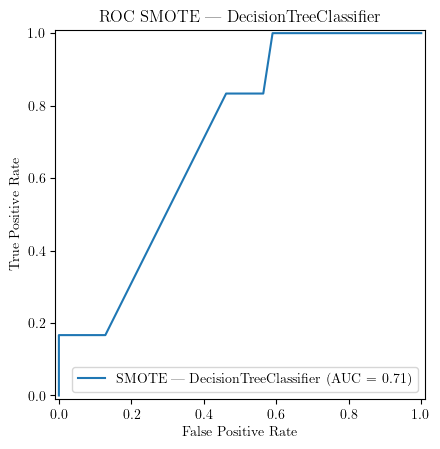 ROC SMOTE — DecisionTreeClassifier
1.0
0.8
0.6
0.4
0.2
0.0
True Positive Rate
SMOTE — DecisionTreeClassifier (AUC = 0.71)
0.0 0.2 0.4 0.6 0.8 1.0
False Positive Rate